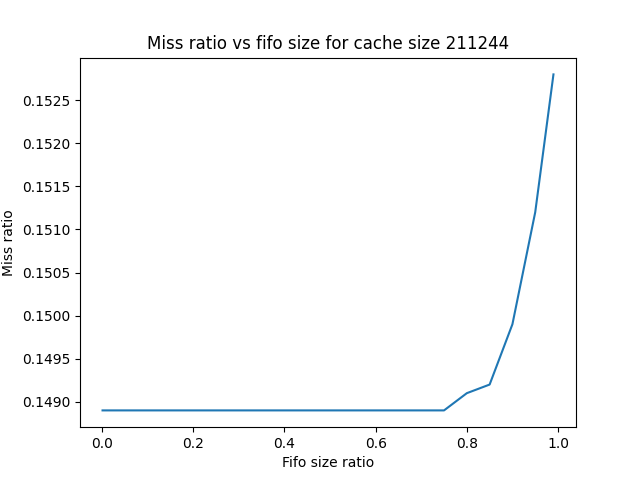 Miss ratio vs fifo size for cache size 211244
0.1525
0.1520
0.1515
0.1510
0.1505
0.1500
0.1495
0.1490
Miss ratio
0.0 0.2 0.4 0.6 0.8 1.0
Fifo size ratio